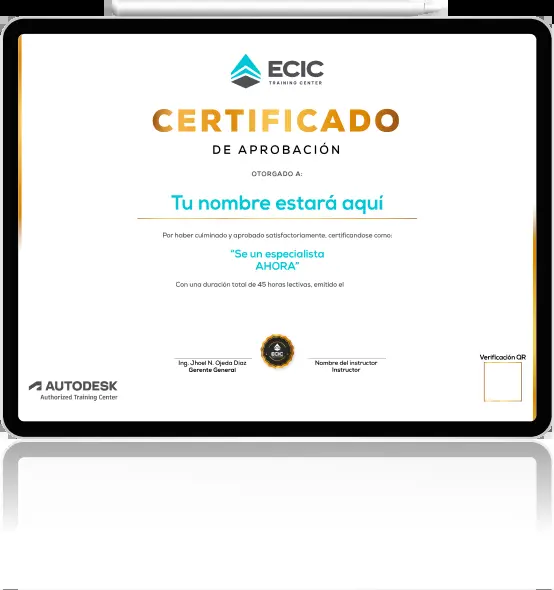 ECIC
TRAINING CENTER
CERTIFICADO
DE APROBACIÓN
OTORGADO A:
Tu nombre estará aquí
Por haber culminado y aprobado satisfactoriamente, certificandose como:
"Se un especialista
AHORA"
Con una duración total de 45 horas lectivas, emitido el
ECIC
Ing. Jhoel N. Ojeda Díaz
Gerente General
Nombre del instructor
Instructor
Verificación QR
AUTODESK
Authorized Training Center